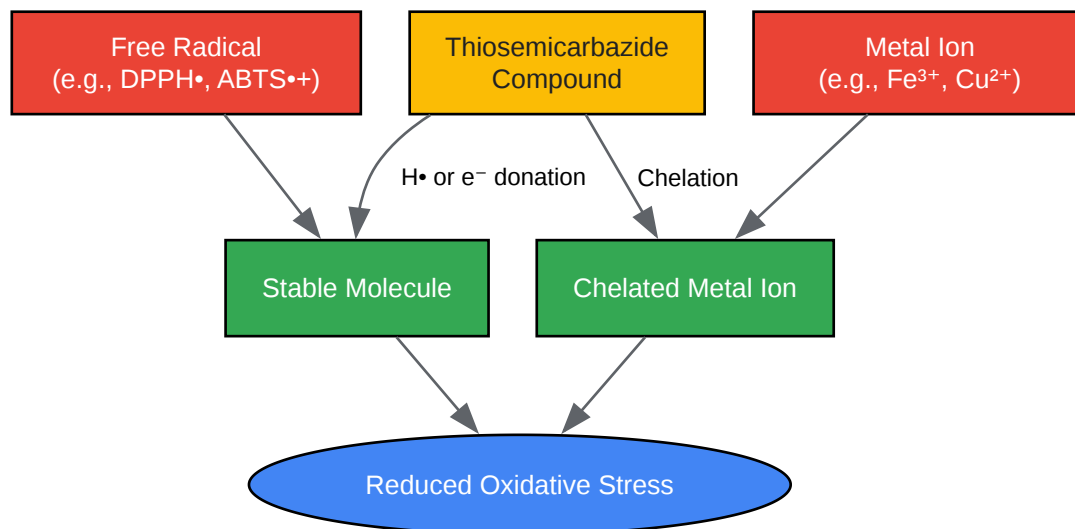 Free Radical
(e.g., DPPH•, ABTS•+)
Thiosemicarbazide
Compound
Metal Ion
(e.g., Fe³⁺, Cu²⁺)
H• or e⁻ donation
Chelation
Stable Molecule
Chelated Metal Ion
Reduced Oxidative Stress